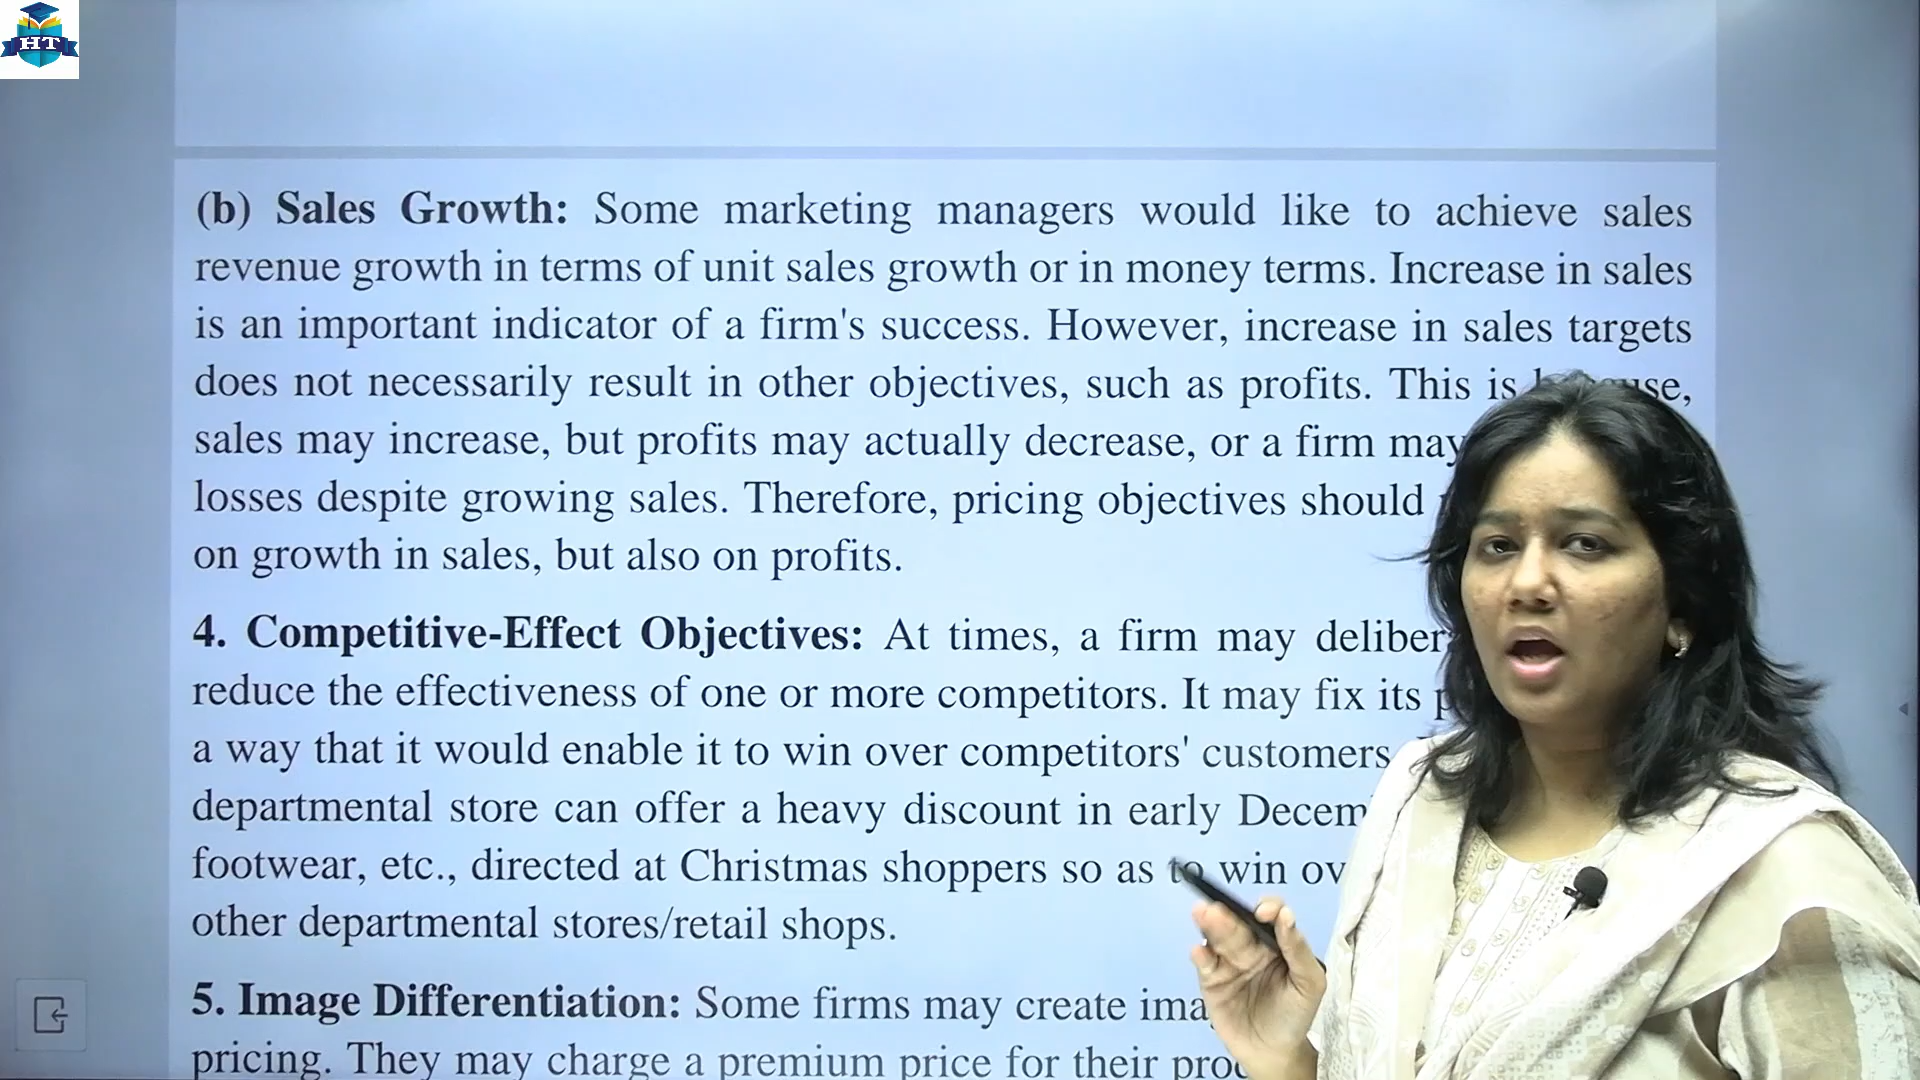 HT
(b) Sales Growth: Some marketing managers would like to achieve sales
revenue growth in terms of unit sales growth or in money terms. Increase in sales
is an important indicator of a firm's success. However, increase in sales targets
does not necessarily result in other objectives, such as profits. This is
sales may increase, but profits may actually decrease, or a firm may
losses despite growing sales. Therefore, pricing objectives should
on growth in sales, but also on profits.
4. Competitive-Effect Objectives: At times, a firm may
reduce the effectiveness of one or more competitors. It may fix its
a way that it would enable it to win over competitors' customers.
departmental store can offer a heavy discount in early
footwear, etc., directed at Christmas shoppers so as to win
other departmental stores/retail shops.
5. Image Differentiation: Some firms may create
pricing. They may charge a premium price for their